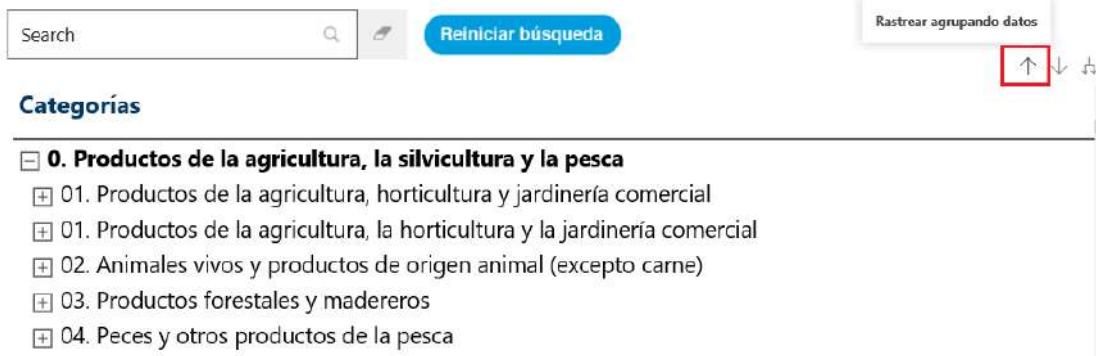 Rastrear agrupando datos
Search
Reiniciar búsqueda
Categorías
0. Productos de la agricultura, la silvicultura y la pesca
01. Productos de la agricultura, horticultura y jardinería comercial
01. Productos de la agricultura, la horticultura y la jardinería comercial
02. Animales vivos y productos de origen animal (excepto carne)
03. Productos forestales y madereros
04. Peces y otros productos de la pesca